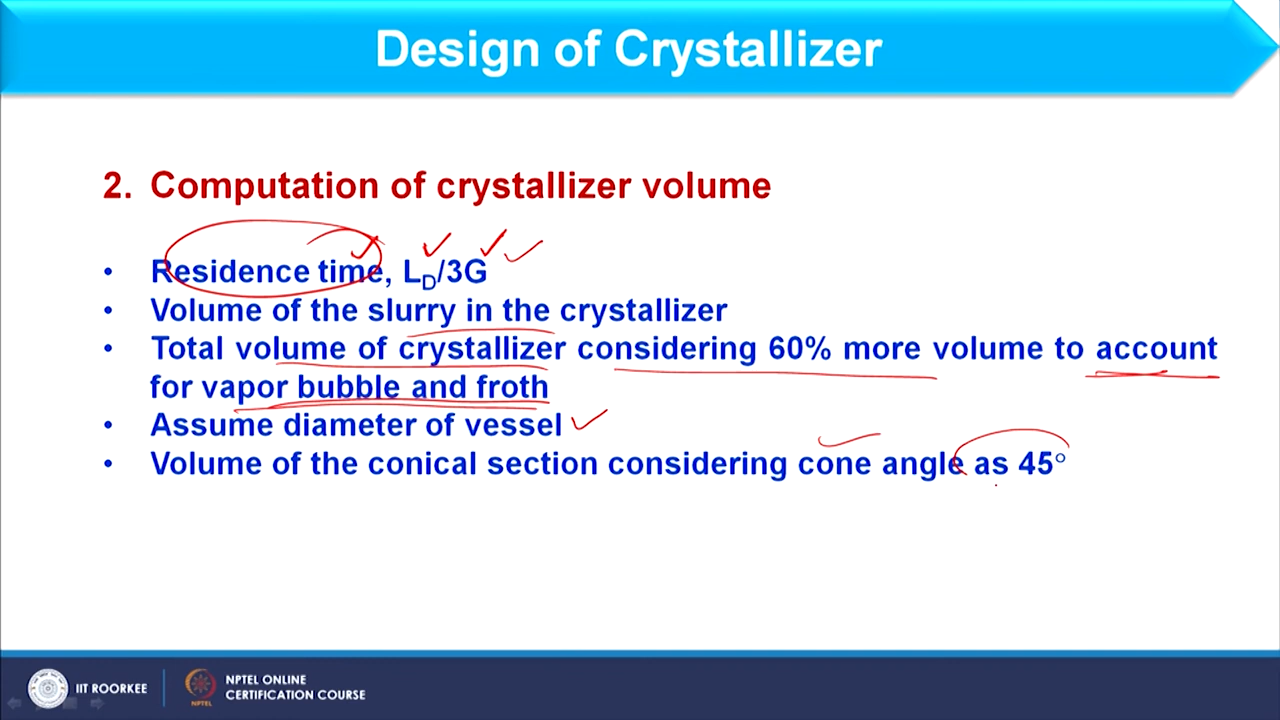 Design of Crystallizer
2. Computation of crystallizer volume
• Residence time, L_D/3G
• Volume of the slurry in the crystallizer
• Total volume of crystallizer considering 60% more volume to account
for vapor bubble and froth
• Assume diameter of vessel
• Volume of the conical section considering cone angle as 45°
IIT ROORKEE
NPTEL
NPTEL ONLINE
CERTIFICATION COURSE